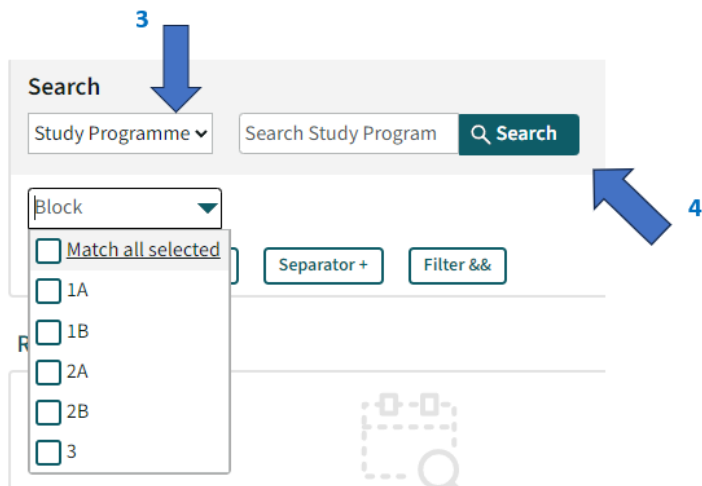 3
Search
Study Programme
Search Study Program
Search
4
Block
Match all selected
Separator +
Filter &&
1A
1B
R
2A
2B
3